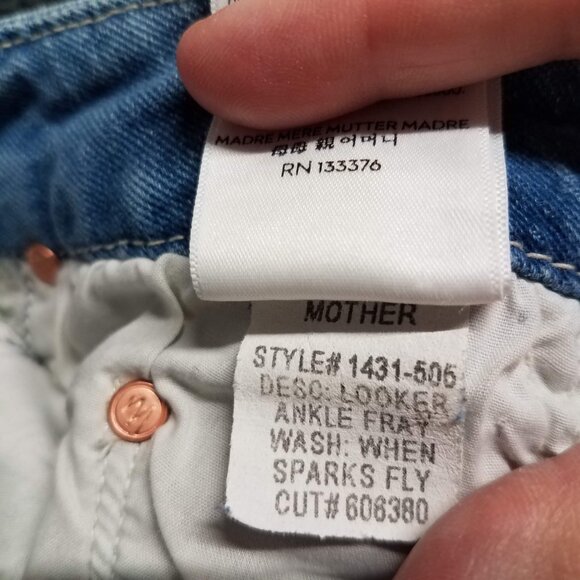 MADRE MERE MUTTER MADRE
母母 親 어머니
RN 133376
MOTHER
STYLE# 1431-505
DESC: LOOKER
ANKLE FRAY
WASH: WHEN
SPARKS FLY
CUT# 606380